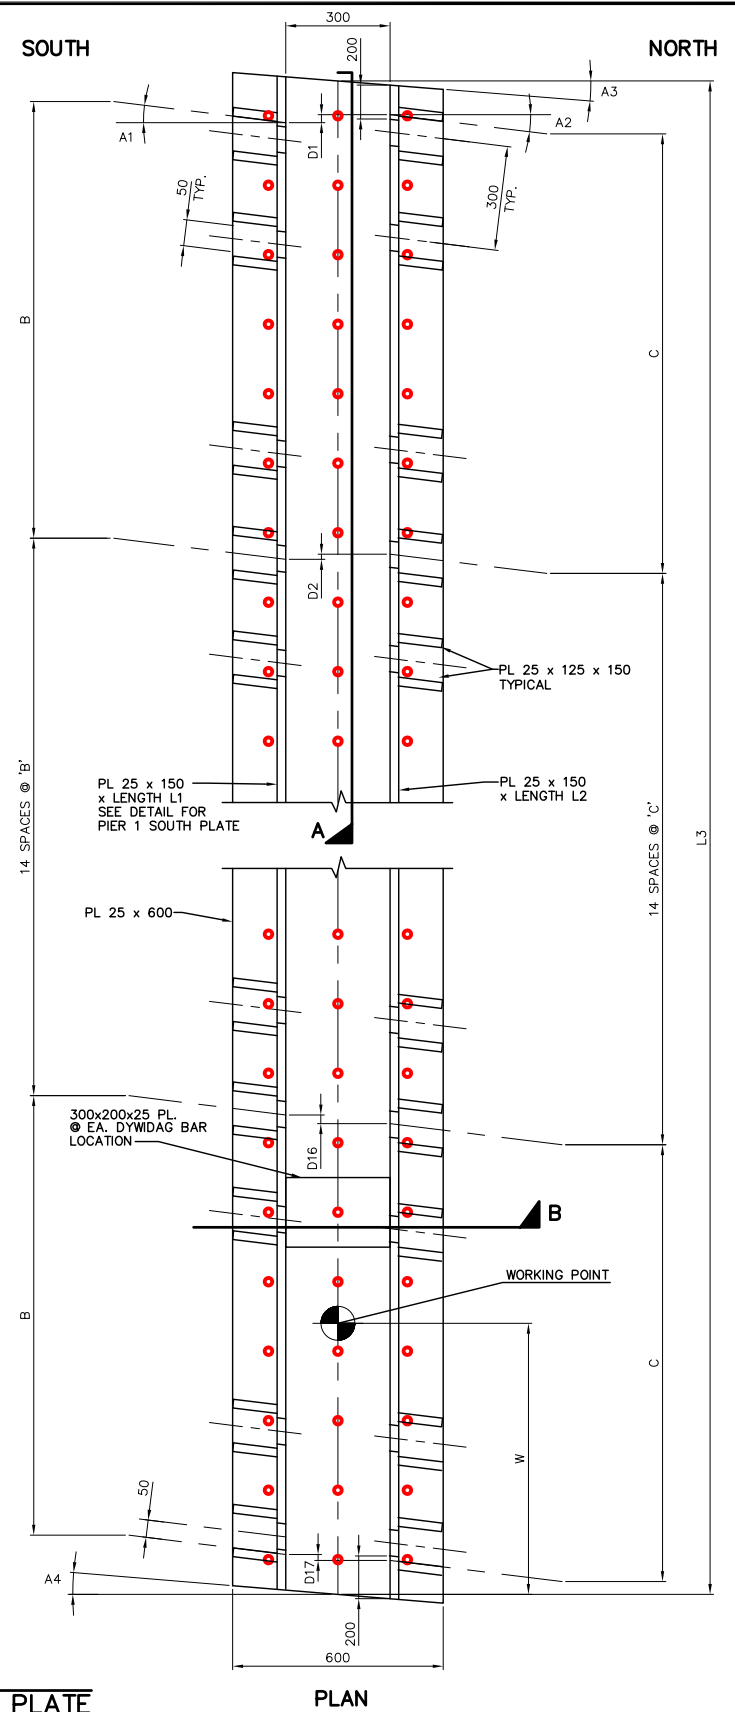 300
SOUTH
NORTH
200
A3
A1
D1
A2
50
TYP.
300
TYP.
B
C
D2
PL 25 x 125 x 150
TYPICAL
PL 25 x 150
x LENGTH L1
SEE DETAIL FOR
PIER 1 SOUTH PLATE
PL 25 x 150
x LENGTH L2
A
14 SPACES @ 'B'
14 SPACES @ 'C'
L3
PL 25 x 600
300x200x25 PL.
@ EA. DYWIDAG BAR
LOCATION
D16
B
WORKING POINT
B
C
W
50
A4
D17
200
600
PLATE
PLAN